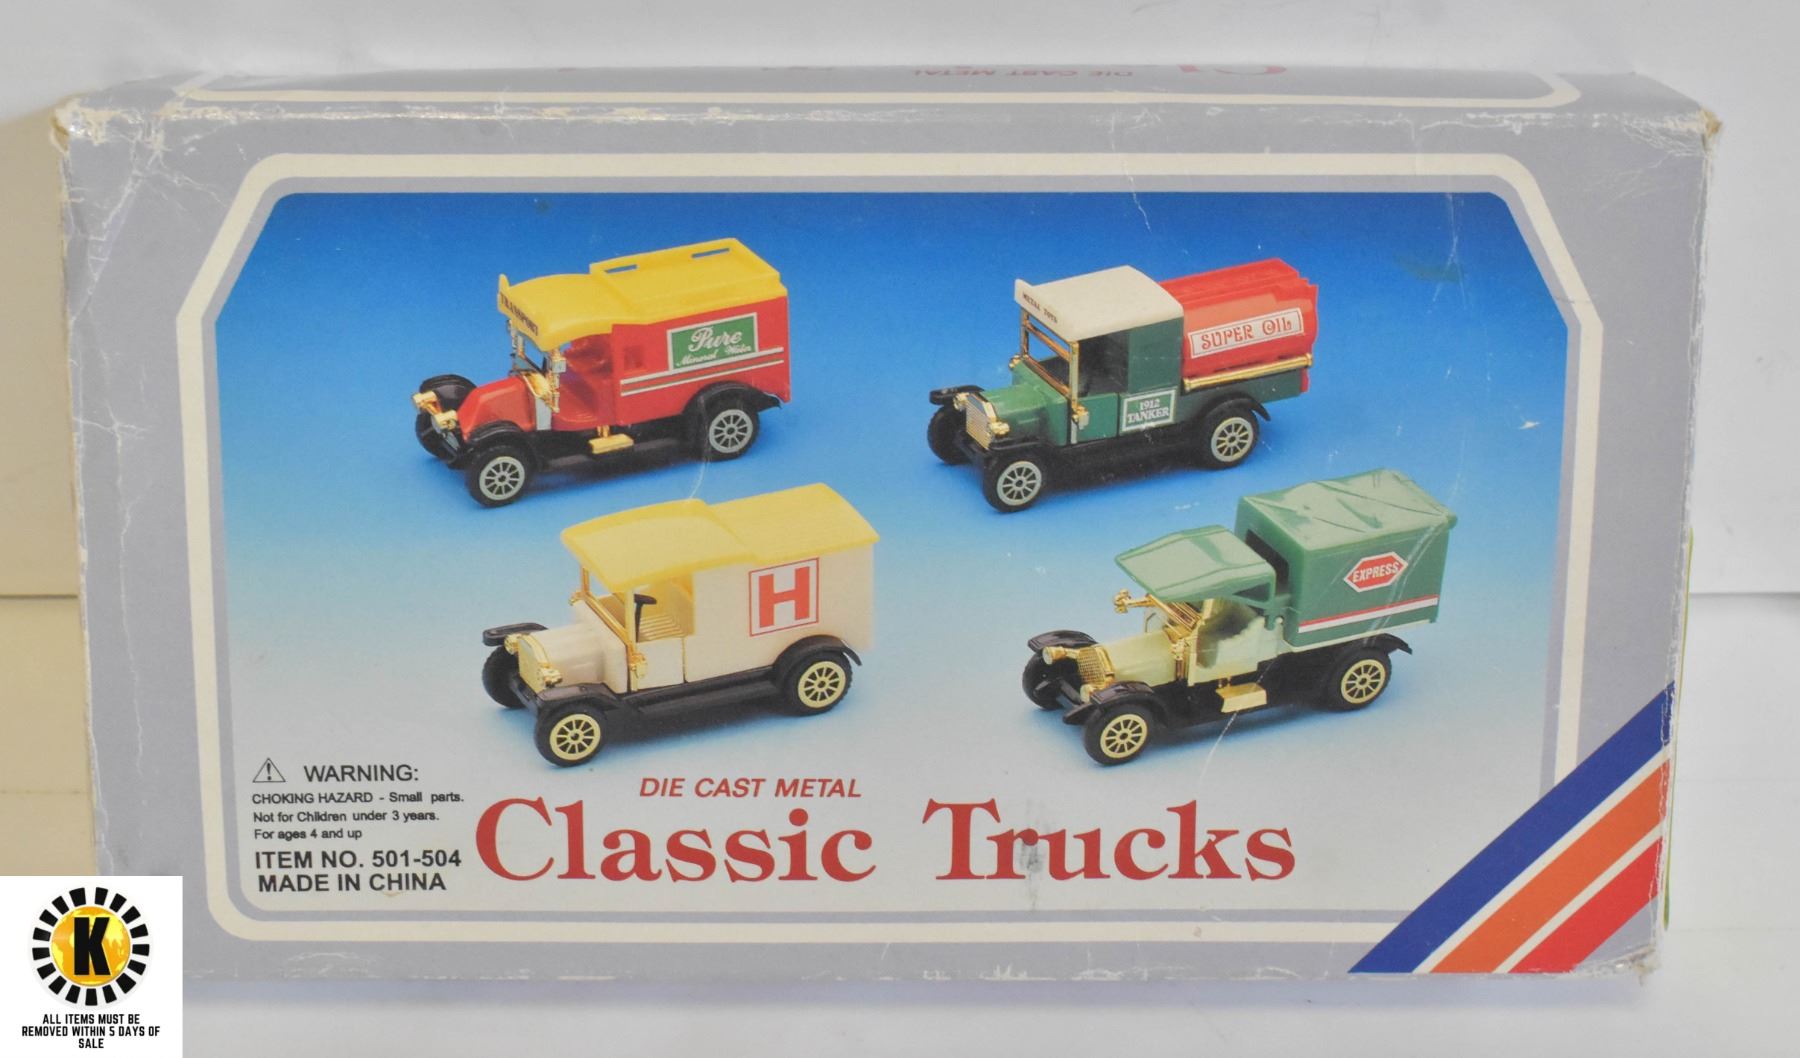 DIE CAST METAL
TRANSPORT
Pure
Mineral Water
METAL TOYS
SUPER OIL
1912
TANKER
H
EXPRESS
WARNING:
CHOKING HAZARD - Small parts.
Not for Children under 3 years.
For ages 4 and up
ITEM NO. 501-504
MADE IN CHINA
DIE CAST METAL
Classic Trucks
K
ALL ITEMS MUST BE
REMOVED WITHIN 5 DAYS OF
SALE